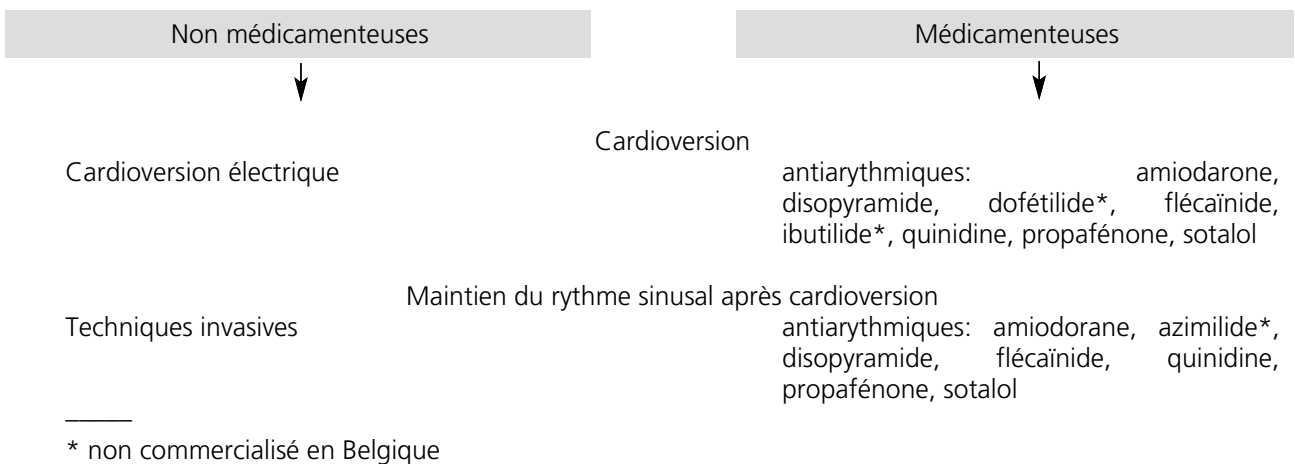 Non médicamenteuses
Médicamenteuses
Cardioversion
Cardioversion électrique
antiarythmiques: amiodarone,
disopyramide, dofétilide*, flécaïnide,
ibutilide*, quinidine, propafénone, sotalol
Maintien du rythme sinusal après cardioversion
Techniques invasives
antiarythmiques: amiodorane, azimilide*,
disopyramide, flécaïnide, quinidine,
propafénone, sotalol
* non commercialisé en Belgique